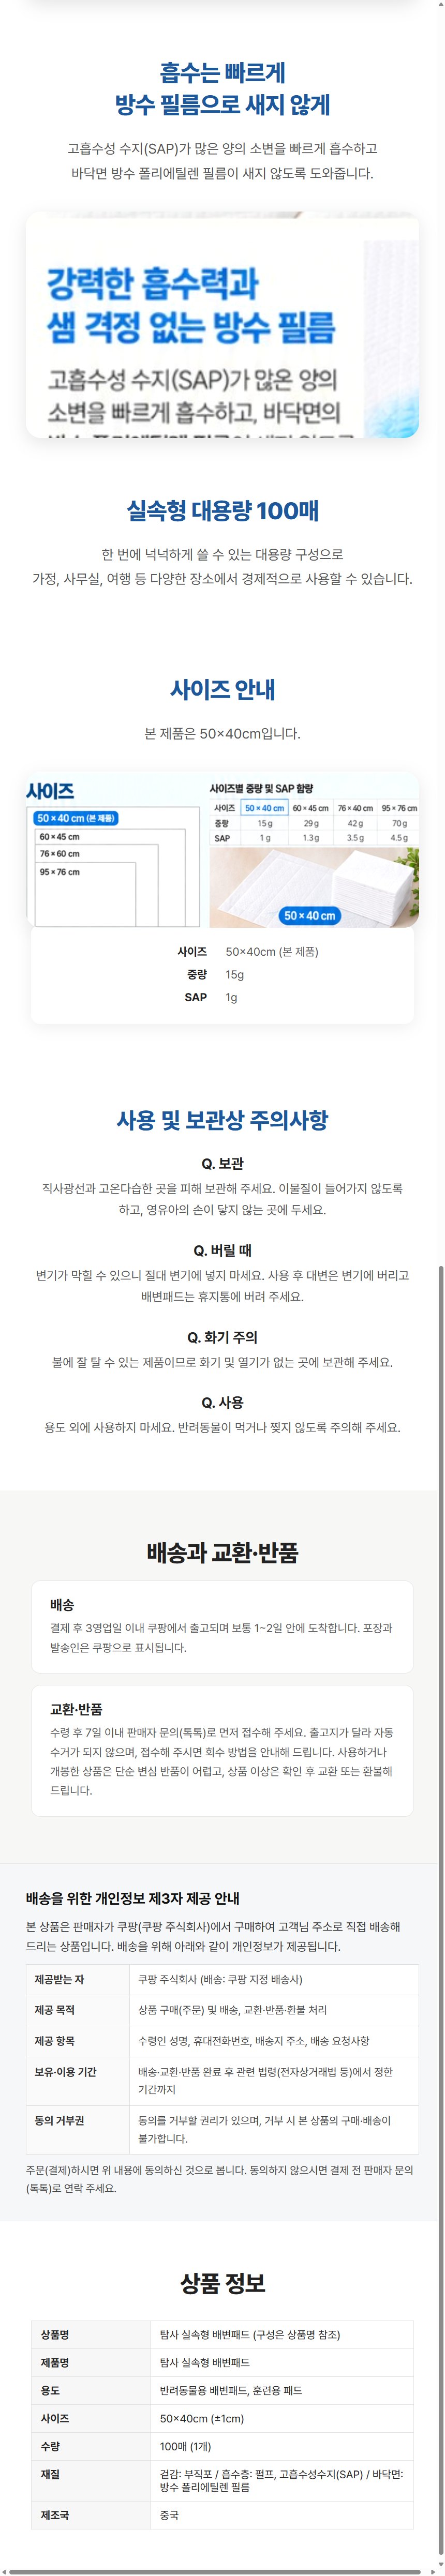 흡수는 빠르게
방수 필름으로 새지 않게
고흡수성 수지(SAP)가 많은 양의 소변을 빠르게 흡수하고
바닥면 방수 폴리에틸렌 필름이 새지 않도록 도와줍니다.
강력한 흡수력과
샘 걱정 없는 방수 필름
고흡수성 수지(SAP)가 많은 양의
소변을 빠르게 흡수하고, 바닥면의
실속형 대용량 100매
한 번에 넉넉하게 쓸 수 있는 대용량 구성으로
가정, 사무실, 여행 등 다양한 장소에서 경제적으로 사용할 수 있습니다.
사이즈 안내
본 제품은 50×40cm입니다.
사이즈
50 × 40 cm (본 제품)
60 × 45 cm
76 × 60 cm
95 × 76 cm
사이즈별 중량 및 SAP 함량
사이즈 50 × 40 cm 60 × 45 cm 76 × 40 cm 95 × 76 cm
중량 15 g 29 g 42 g 70 g
SAP 1 g 1.3 g 3.5 g 4.5 g
50 × 40 cm
사이즈 50×40cm (본 제품)
중량 15g
SAP 1g
사용 및 보관상 주의사항
Q. 보관
직사광선과 고온다습한 곳을 피해 보관해 주세요. 이물질이 들어가지 않도록
하고, 영유아의 손이 닿지 않는 곳에 두세요.
Q. 버릴 때
변기가 막힐 수 있으니 절대 변기에 넣지 마세요. 사용 후 대변은 변기에 버리고
배변패드는 휴지통에 버려 주세요.
Q. 화기 주의
불에 잘 탈 수 있는 제품이므로 화기 및 열기가 없는 곳에 보관해 주세요.
Q. 사용
용도 외에 사용하지 마세요. 반려동물이 먹거나 찢지 않도록 주의해 주세요.
배송과 교환·반품
배송
결제 후 3영업일 이내 쿠팡에서 출고되며 보통 1~2일 안에 도착합니다. 포장과
발송인은 쿠팡으로 표시됩니다.
교환·반품
수령 후 7일 이내 판매자 문의(톡톡)로 먼저 접수해 주세요. 출고지가 달라 자동
수거가 되지 않으며, 접수해 주시면 회수 방법을 안내해 드립니다. 사용하거나
개봉한 상품은 단순 변심 반품이 어렵고, 상품 이상은 확인 후 교환 또는 환불해
드립니다.
배송을 위한 개인정보 제3자 제공 안내
본 상품은 판매자가 쿠팡(쿠팡 주식회사)에서 구매하여 고객님 주소로 직접 배송해
드리는 상품입니다. 배송을 위해 아래와 같이 개인정보가 제공됩니다.
제공받는 자 쿠팡 주식회사 (배송: 쿠팡 지정 배송사)
제공 목적 상품 구매(주문) 및 배송, 교환·반품·환불 처리
제공 항목 수령인 성명, 휴대전화번호, 배송지 주소, 배송 요청사항
보유·이용 기간 배송·교환·반품 완료 후 관련 법령(전자상거래법 등)에서 정한
기간까지
동의 거부권 동의를 거부할 권리가 있으며, 거부 시 본 상품의 구매·배송이
불가합니다.
주문(결제)하시면 위 내용에 동의하신 것으로 봅니다. 동의하지 않으시면 결제 전 판매자 문의
(톡톡)로 연락 주세요.
상품 정보
상품명 탐사 실속형 배변패드 (구성은 상품명 참조)
제품명 탐사 실속형 배변패드
용도 반려동물용 배변패드, 훈련용 패드
사이즈 50×40cm (±1cm)
수량 100매 (1개)
재질 겉감: 부직포 / 흡수층: 펄프, 고흡수성수지(SAP) / 바닥면:
방수 폴리에틸렌 필름
제조국 중국